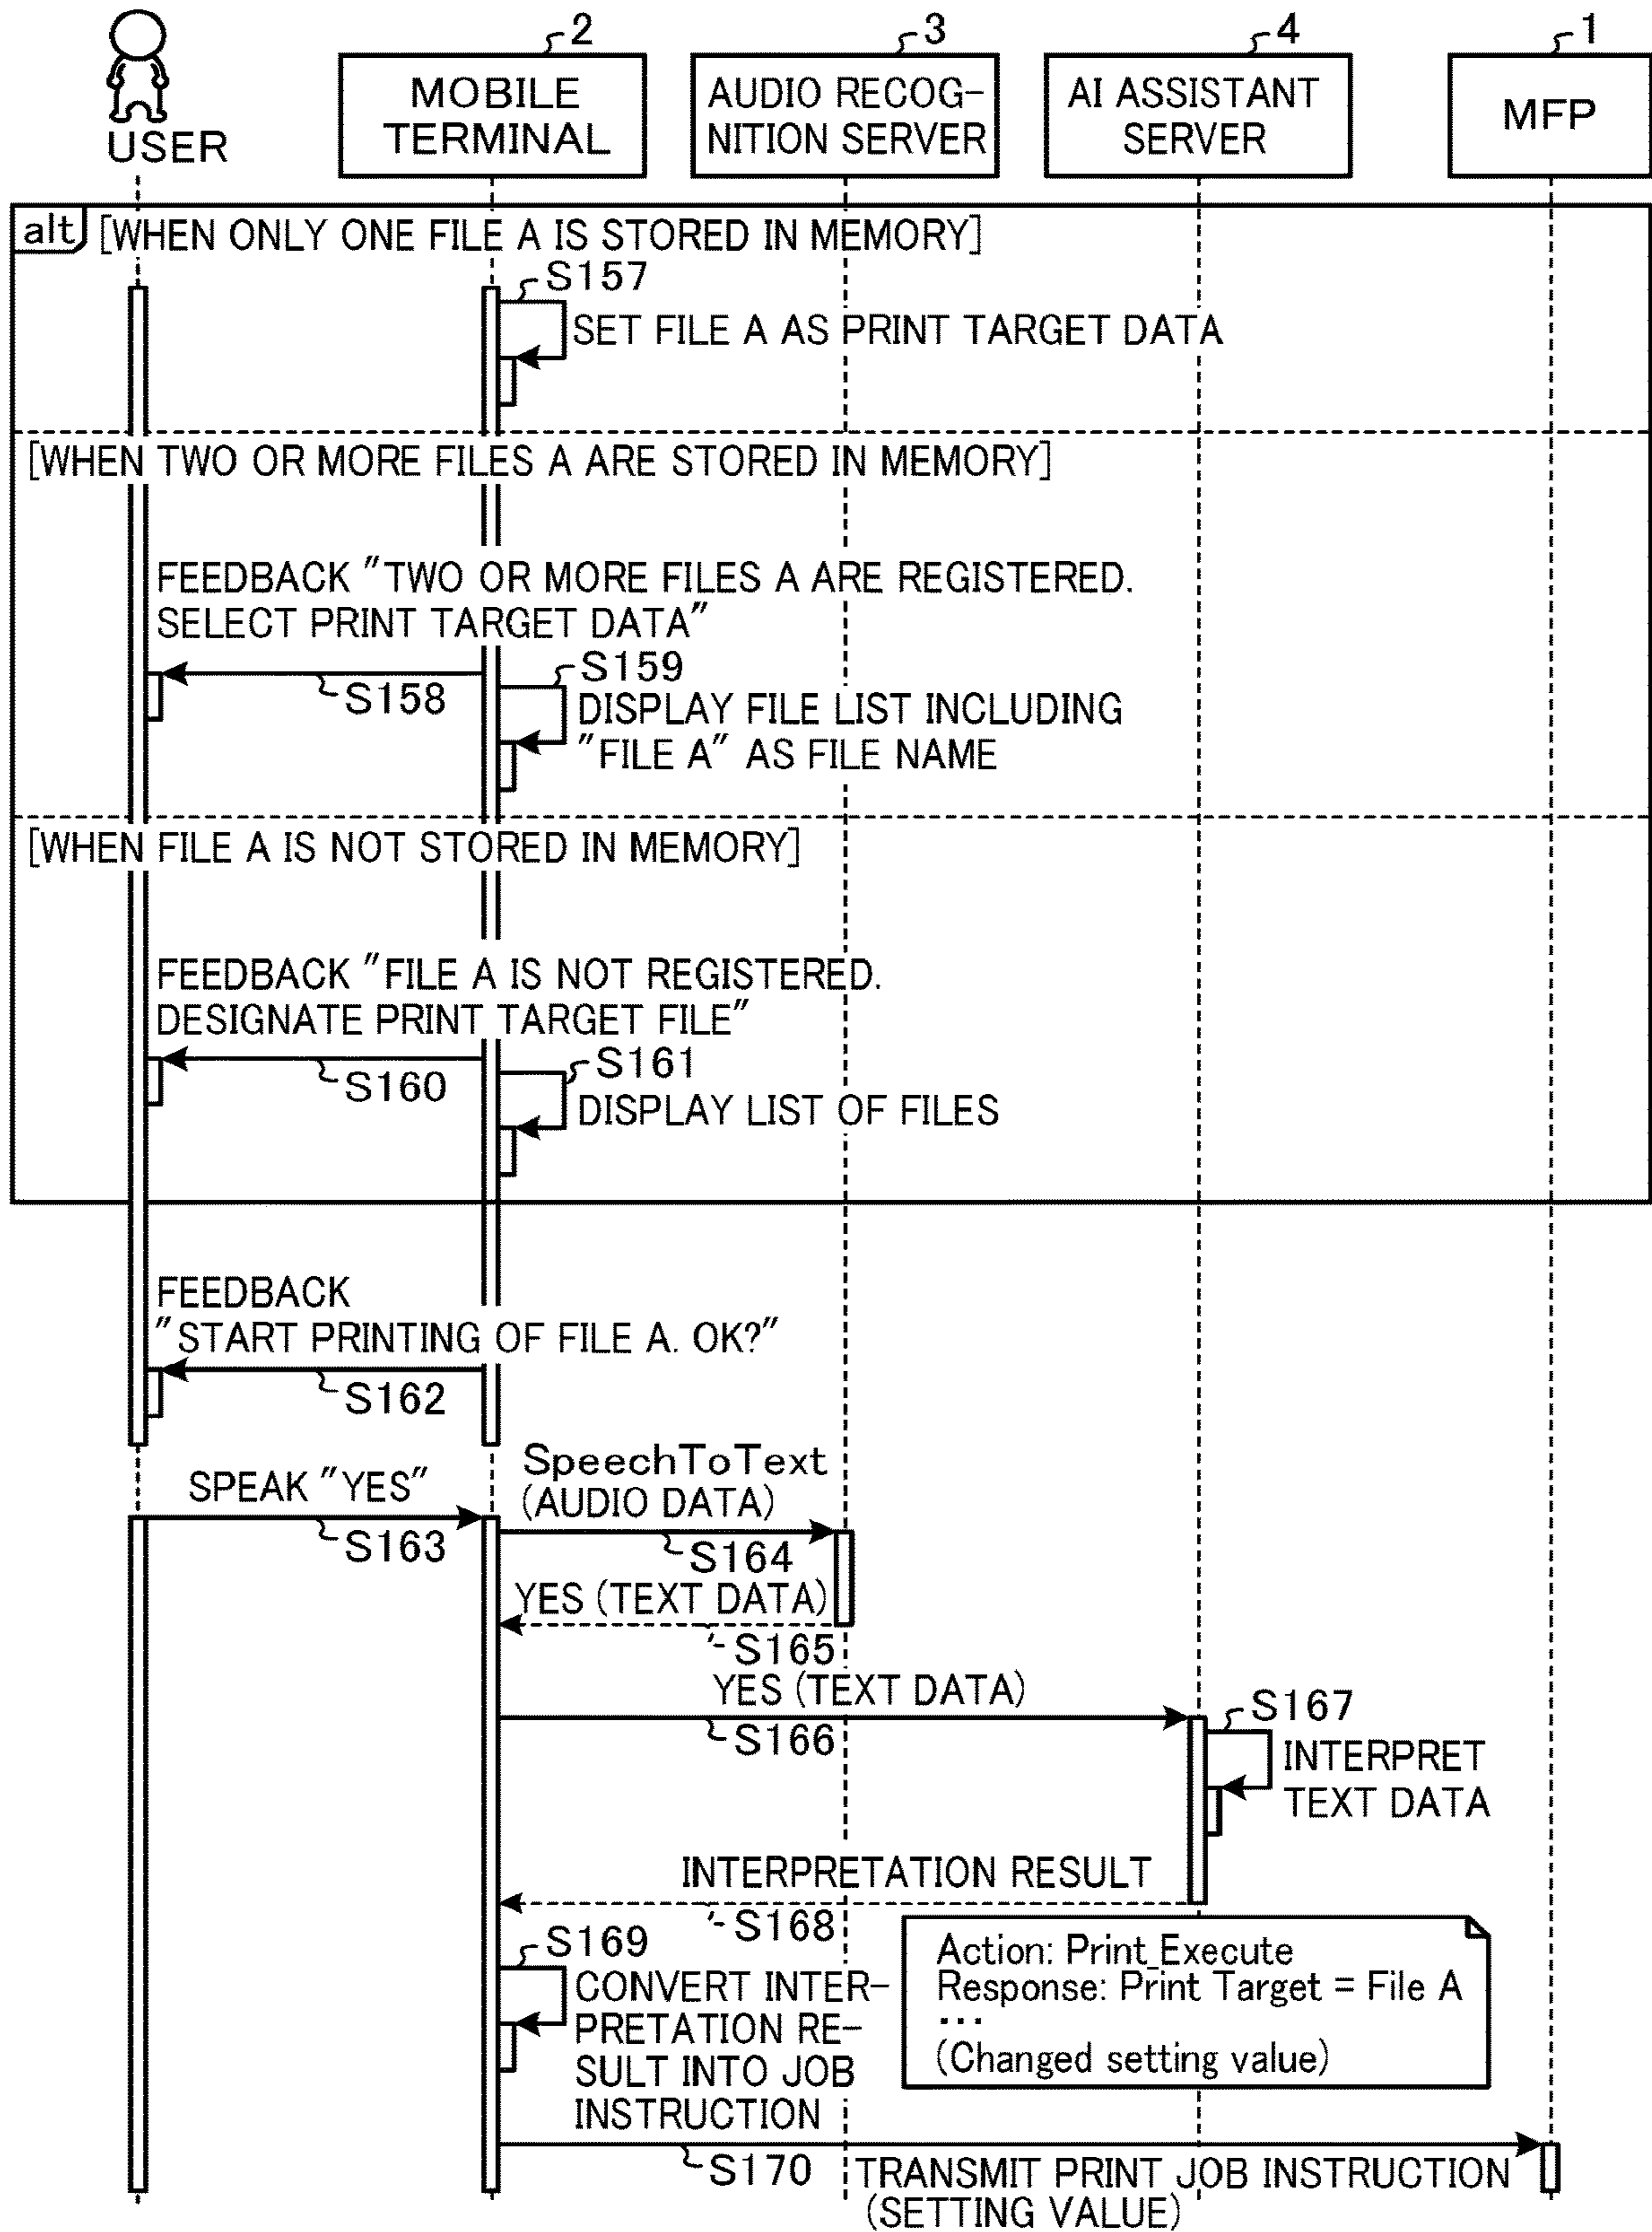 2
3
4
1
USER
MOBILE
TERMINAL
AUDIO RECOG-
NITION SERVER
AI ASSISTANT
SERVER
MFP
alt [WHEN ONLY ONE FILE A IS STORED IN MEMORY]
S157
SET FILE A AS PRINT TARGET DATA
[WHEN TWO OR MORE FILES A ARE STORED IN MEMORY]
FEEDBACK "TWO OR MORE FILES A ARE REGISTERED.
SELECT PRINT TARGET DATA"
S158
S159
DISPLAY FILE LIST INCLUDING
"FILE A" AS FILE NAME
[WHEN FILE A IS NOT STORED IN MEMORY]
FEEDBACK "FILE A IS NOT REGISTERED.
DESIGNATE PRINT TARGET FILE"
S160
S161
DISPLAY LIST OF FILES
FEEDBACK
"START PRINTING OF FILE A. OK?"
S162
SPEAK "YES"
S163
SpeechToText
(AUDIO DATA)
S164
YES (TEXT DATA)
S165
YES (TEXT DATA)
S166
S167
INTERPRET
TEXT DATA
INTERPRETATION RESULT
S168
S169
CONVERT INTER-
PRETATION RE-
SULT INTO JOB
INSTRUCTION
Action: Print_Execute
Response: Print Target = File A
...
(Changed setting value)
S170
TRANSMIT PRINT JOB INSTRUCTION
(SETTING VALUE)